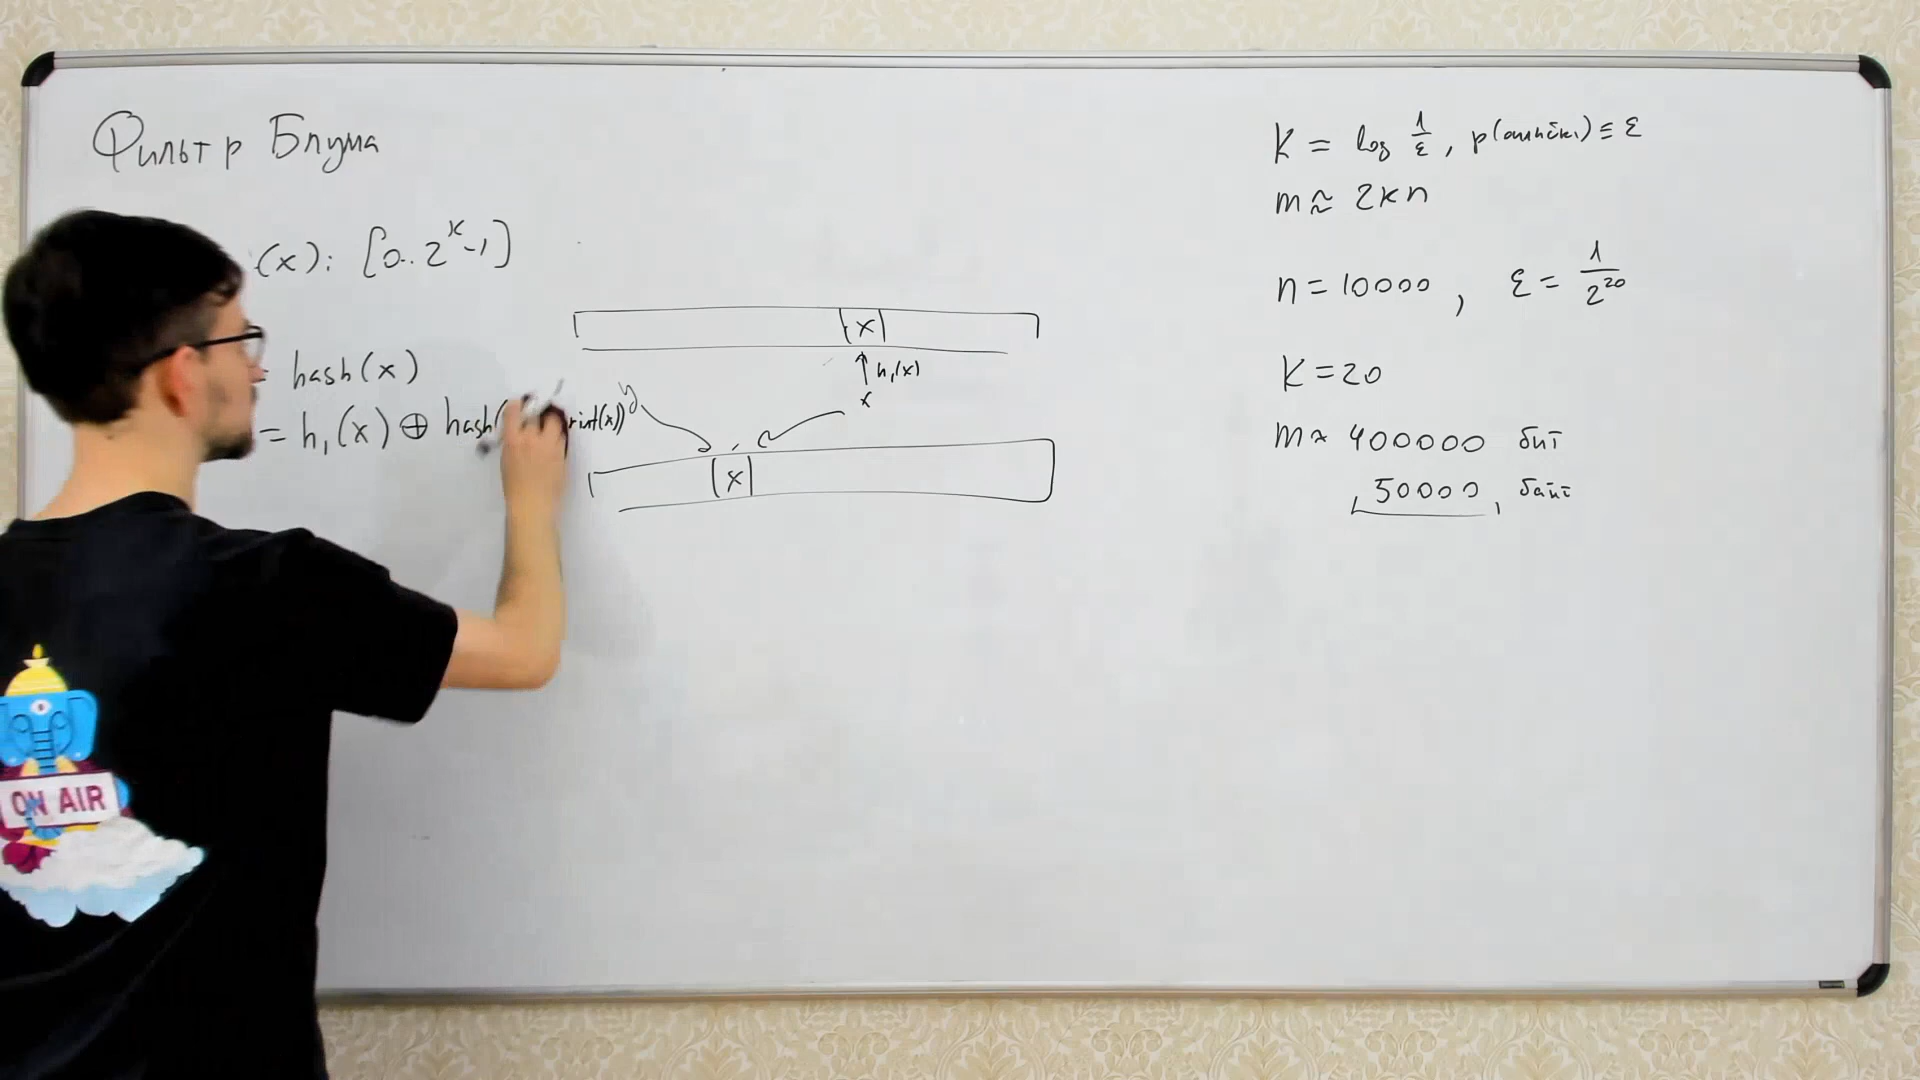 Фильтр Блума
(x): [0..2^k-1]
= hash(x)
= h₁(x) ⊕ hash( rint(x))
y
x
h₁(x)
x
x
K = log 1/ε, p(ошибки) ≤ ε
m ≈ 2kn
n = 10000, ε = 1/2^20
K = 20
m ≈ 400000 бит
50000 байт
ON AIR